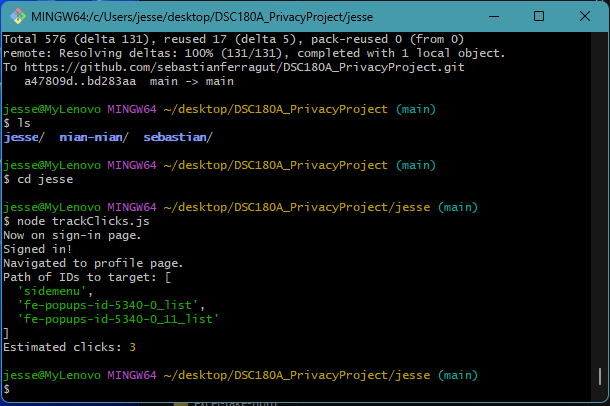 MINGW64:/c/Users/jesse/desktop/DSC180A_PrivacyProject/jesse
Total 576 (delta 131), reused 17 (delta 5), pack-reused 0 (from 0)
remote: Resolving deltas: 100% (131/131), completed with 1 local object.
To https://github.com/sebastianferragut/DSC180A_PrivacyProject.git
   a47809d..bd283aa  main -> main
jesse@MyLenovo MINGW64 ~/desktop/DSC180A_PrivacyProject (main)
$ ls
jesse/  nian-nian/  sebastian/
jesse@MyLenovo MINGW64 ~/desktop/DSC180A_PrivacyProject (main)
$ cd jesse
jesse@MyLenovo MINGW64 ~/desktop/DSC180A_PrivacyProject/jesse (main)
$ node trackClicks.js
Now on sign-in page.
Signed in!
Navigated to profile page.
Path of IDs to target: [
  'sidemenu',
  'fe-popups-id-5340-0_list',
  'fe-popups-id-5340-0_11_list'
]
Estimated clicks: 3
jesse@MyLenovo MINGW64 ~/desktop/DSC180A_PrivacyProject/jesse (main)
$